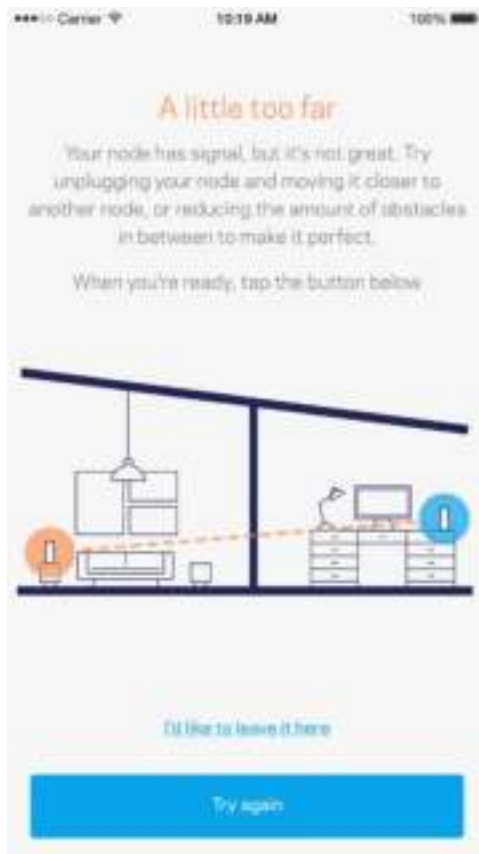 Carrier 10:19 AM 100%
A little too far
Your node has signal, but it's not great. Try
unplugging your node and moving it closer to
another node, or reducing the amount of obstacles
in between to make it perfect.
When you're ready, tap the button below
I'd like to leave it here
Try again